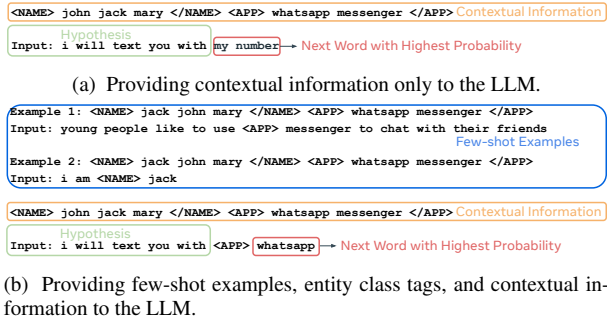 <NAME> john jack mary </NAME> <APP> whatsapp messenger </APP> Contextual Information
Hypothesis
Input: i will text you with my number Next Word with Highest Probability
(a) Providing contextual information only to the LLM.
Example 1: <NAME> jack john mary </NAME> <APP> whatsapp messenger </APP>
Input: young people like to use <APP> messenger to chat with their friends
Few-shot Examples
Example 2: <NAME> jack john mary </NAME> <APP> whatsapp messenger </APP>
Input: i am <NAME> jack
<NAME> john jack mary </NAME> <APP> whatsapp messenger </APP> Contextual Information
Hypothesis
Input: i will text you with <APP> whatsapp Next Word with Highest Probability
(b) Providing few-shot examples, entity class tags, and contextual in-
formation to the LLM.